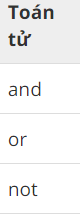 Toán
tử
and
or
not